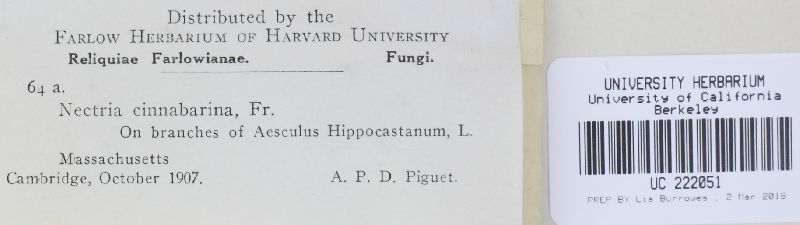 Distributed by the
FARLOW HERBARIUM OF HARVARD UNIVERSITY
Reliquiae Farlowianae. Fungi.
64 a.
Nectria cinnabarina, Fr.
On branches of Aesculus Hippocastanum, L.
Massachusetts
Cambridge, October 1907. A. P. D. Piguet.
UNIVERSITY HERBARIUM
University of California
Berkeley
UC 222051
PREP BY Lia Burrowes , 2 Mar 2018